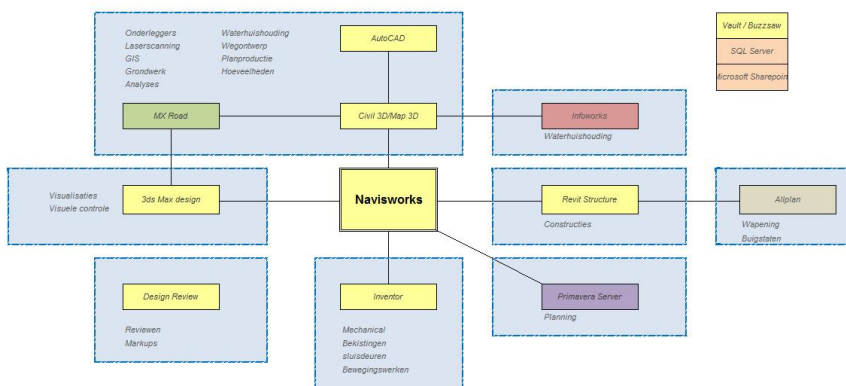 Onderleggers
Laserscanning
GIS
Grondwerk
Analyses
Waterhuishouding
Wegontwerp
Planproductie
Hoeveelheden
AutoCAD
Vault / Buzzsaw
SQL Server
Microsoft Sharepoin
MX Road
Civil 3D/Map 3D
Infoworks
Waterhuishouding
Visualisaties
Visuele controle
3ds Max design
Navisworks
Revit Structure
Constructies
Allplan
Wapening
Buigstaten
Design Review
Reviewen
Markups
Inventor
Mechanical
Bekistingen
sluisdeuren
Bewegingswerken
Primavera Server
Planning